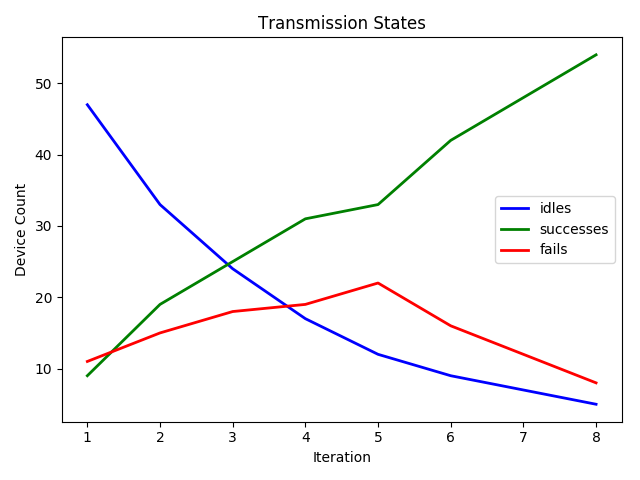 Transmission States
Device Count
50
40
30
20
10
idles
successes
fails
1 2 3 4 5 6 7 8
Iteration